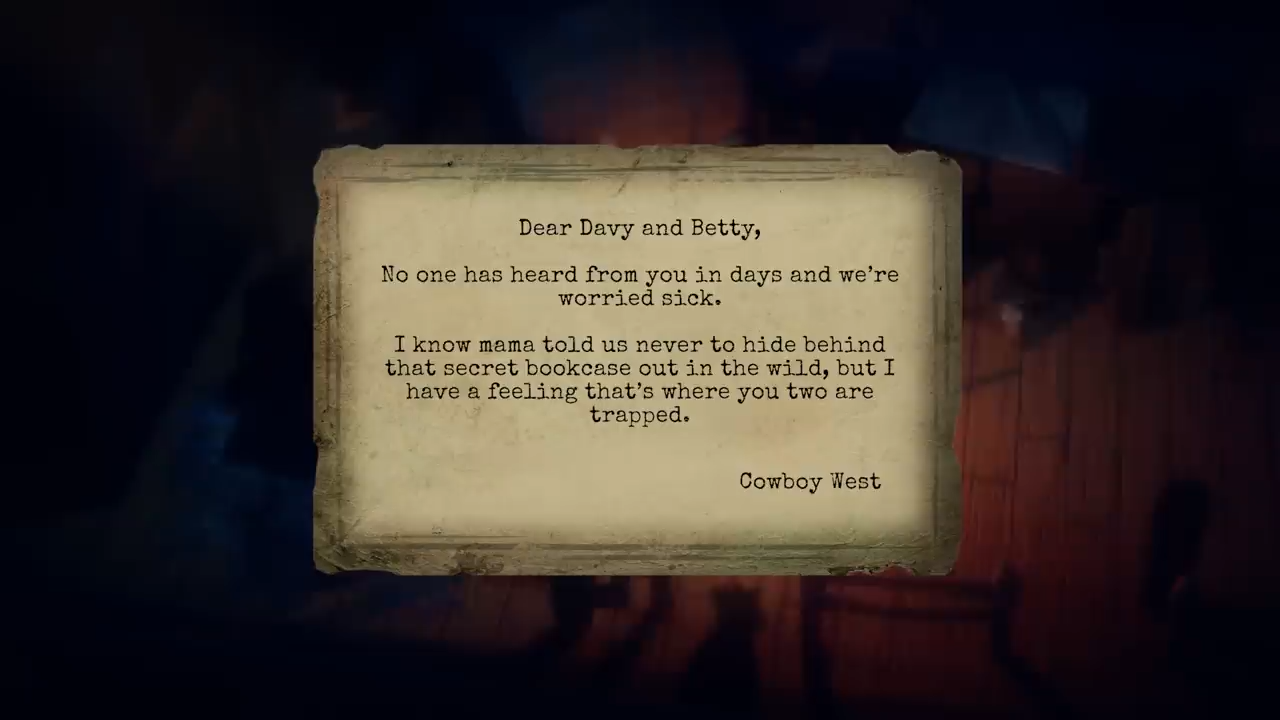 Dear Davy and Betty,
No one has heard from you in days and we’re
worried sick.
I know mama told us never to hide behind
that secret bookcase out in the wild, but I
have a feeling that’s where you two are
trapped.
Cowboy West